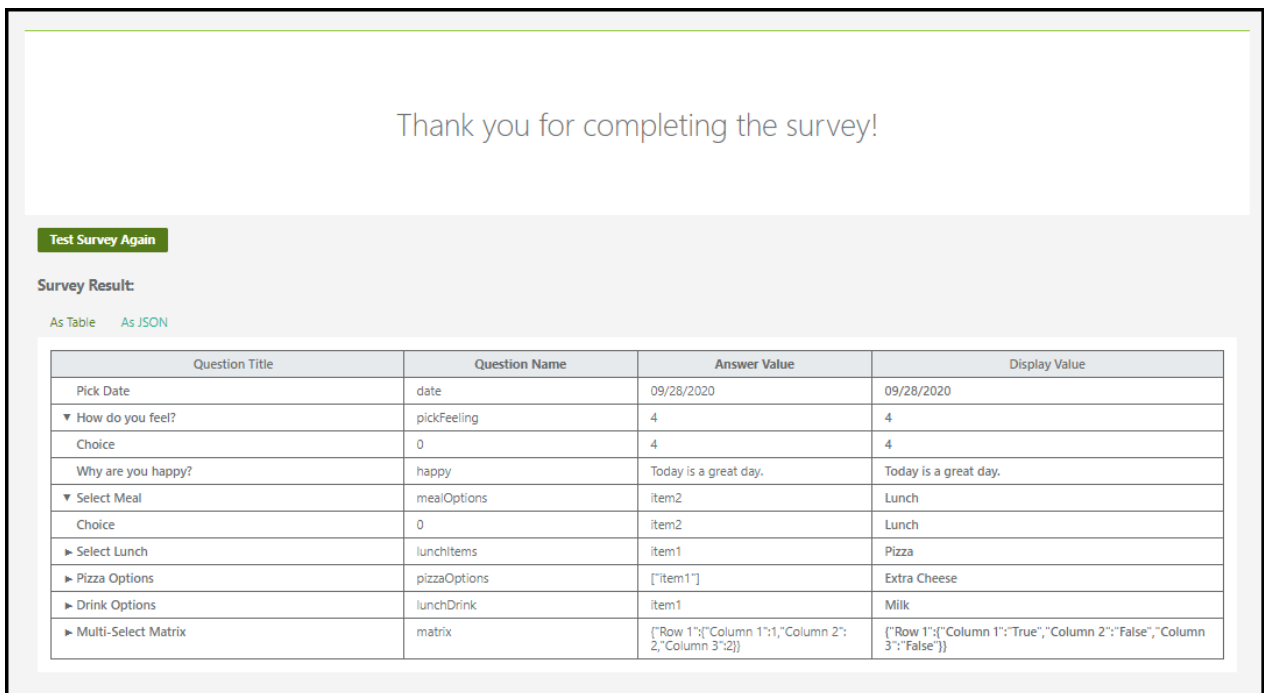 Thank you for completing the survey!
Test Survey Again
Survey Result:
As Table As JSON
Question Title Question Name Answer Value Display Value
Pick Date date 09/28/2020 09/28/2020
▼ How do you feel? pickFeeling 4 4
Choice 0 4 4
Why are you happy? happy Today is a great day. Today is a great day.
▼ Select Meal mealOptions item2 Lunch
Choice 0 item2 Lunch
► Select Lunch lunchItems item1 Pizza
► Pizza Options pizzaOptions ["item1"] Extra Cheese
► Drink Options lunchDrink item1 Milk
► Multi-Select Matrix matrix {"Row 1":{"Column 1":1,"Column 2": {"Row 1":{"Column 1":"True","Column 2":"False","Column
2,"Column 3":2}} 3":"False"}}